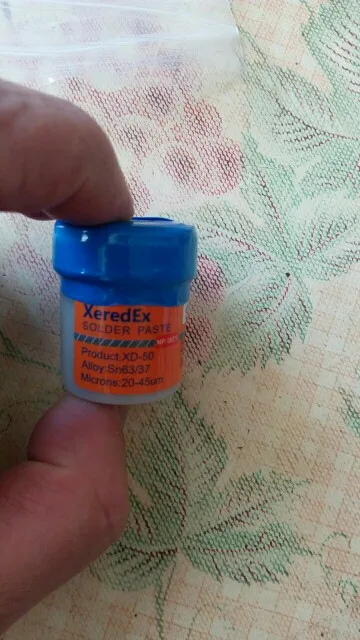 XeredEx
SOLDER PASTE
Product:XD-50
Alloy:Sn63/37
Microns:20-45um